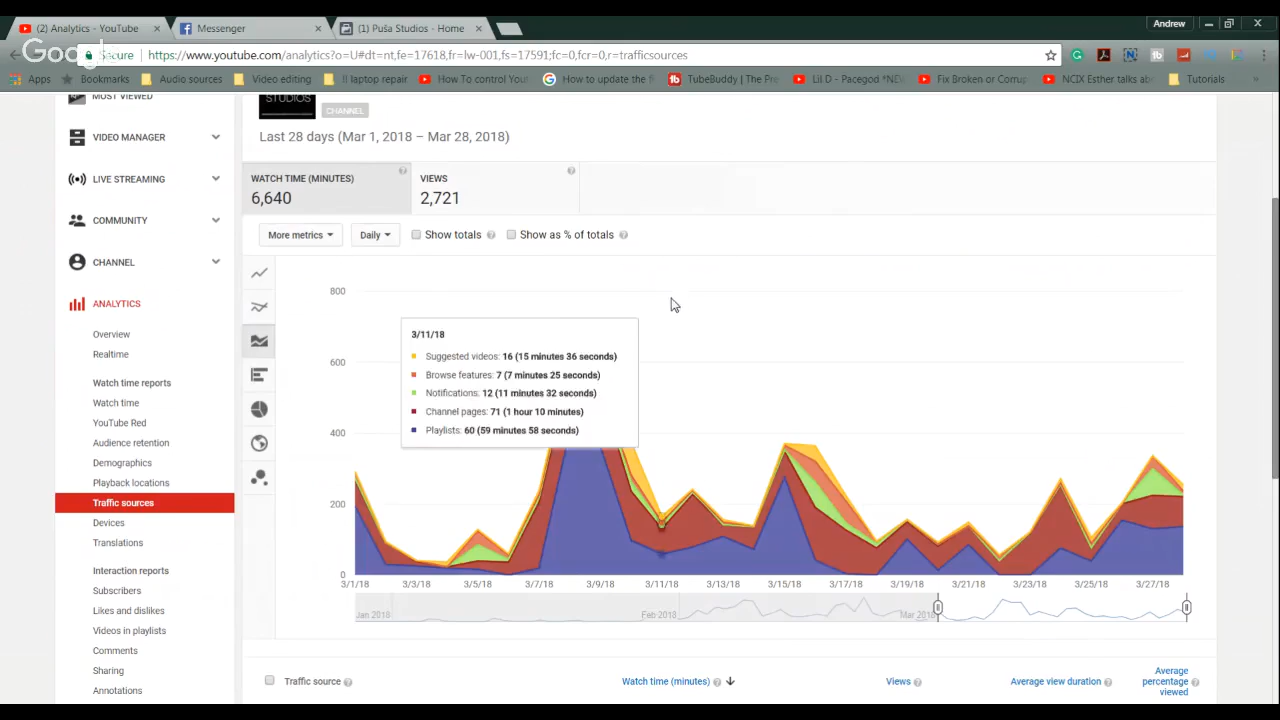 (2) Analytics - YouTube
Messenger
(1) Puša Studios - Home
Andrew
Secure
https://www.youtube.com/analytics?o=U#dt=nt,fe=17618,fr=lw-001,fs=17591;fc=0,fcr=0,r=trafficsources
Apps
Bookmarks
Audio sources
Video editing
ll laptop repair
How To control You
How to update the f
TubeBuddy | The Pre
Lil D - Pacegod *NEV
Fix Broken or Corrup
NCIX Esther talks ab
Tutorials
MOST VIEWED
VIDEO MANAGER
LIVE STREAMING
COMMUNITY
CHANNEL
ANALYTICS
Overview
Realtime
Watch time reports
Watch time
YouTube Red
Audience retention
Demographics
Playback locations
Traffic sources
Devices
Translations
Interaction reports
Subscribers
Likes and dislikes
Videos in playlists
Comments
Sharing
Annotations
STUDIOS
CHANNEL
Last 28 days (Mar 1, 2018 – Mar 28, 2018)
WATCH TIME (MINUTES)
6,640
VIEWS
2,721
More metrics
Daily
Show totals
Show as % of totals
800
600
400
200
0
3/11/18
Suggested videos: 16 (15 minutes 36 seconds)
Browse features: 7 (7 minutes 25 seconds)
Notifications: 12 (11 minutes 32 seconds)
Channel pages: 71 (1 hour 10 minutes)
Playlists: 60 (59 minutes 58 seconds)
3/1/18 3/3/18 3/5/18 3/7/18 3/9/18 3/11/18 3/13/18 3/15/18 3/17/18 3/19/18 3/21/18 3/23/18 3/25/18 3/27/18
Jan 2018 Feb 2018 Mar 2018
Traffic source
Watch time (minutes)
Views
Average view duration
Average
percentage
viewed